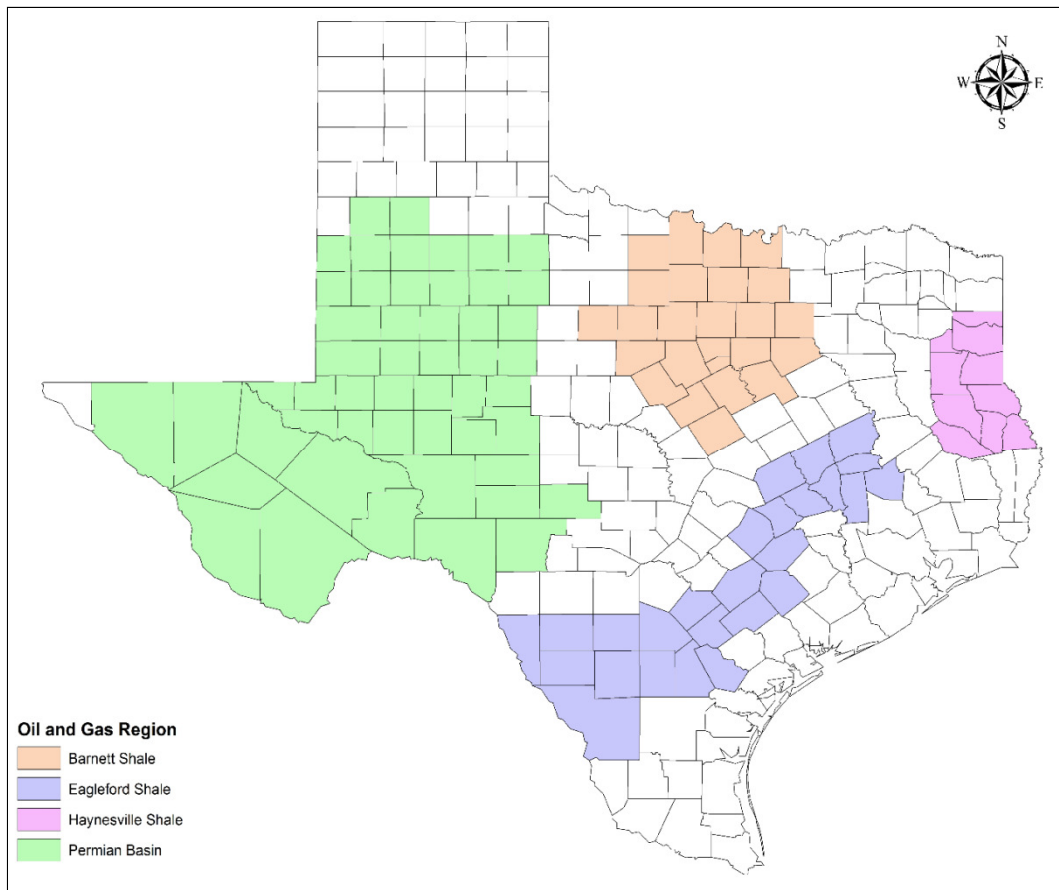 N
W E
S
Oil and Gas Region
Barnett Shale
Eagleford Shale
Haynesville Shale
Permian Basin